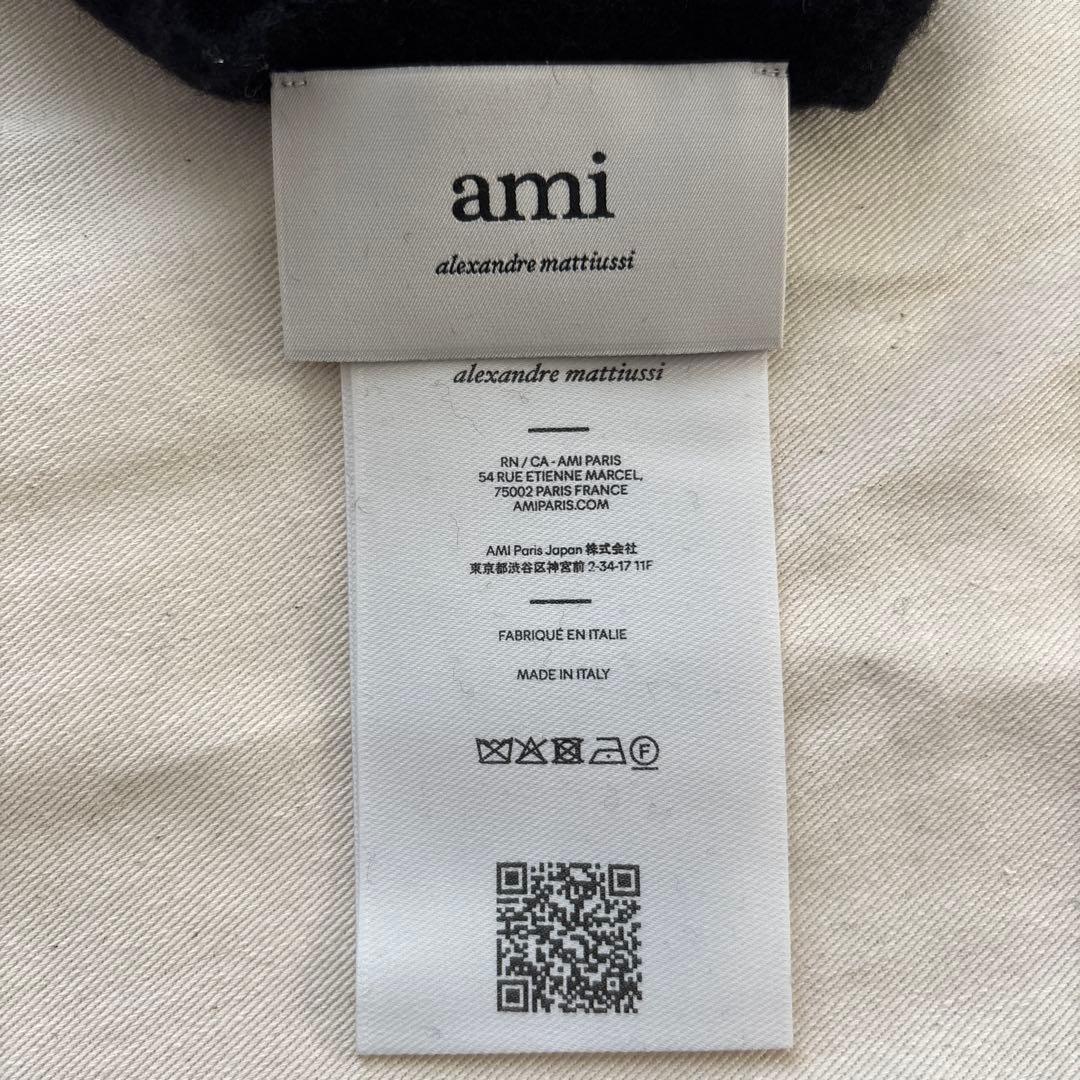 ami
alexandre mattiussi
alexandre mattiussi
RN / CA - AMI PARIS
54 RUE ETIENNE MARCEL,
75002 PARIS FRANCE
AMIPARIS.COM
AMI Paris Japan 株式会社
東京都渋谷区神宮前 2-34-17 11F
FABRIQUÉ EN ITALIE
MADE IN ITALY
F